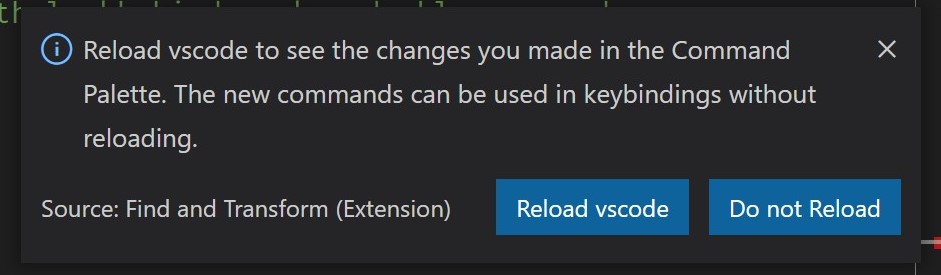 Reload vscode to see the changes you made in the Command
Palette. The new commands can be used in keybindings without
reloading.
Source: Find and Transform (Extension)
Reload vscode
Do not Reload